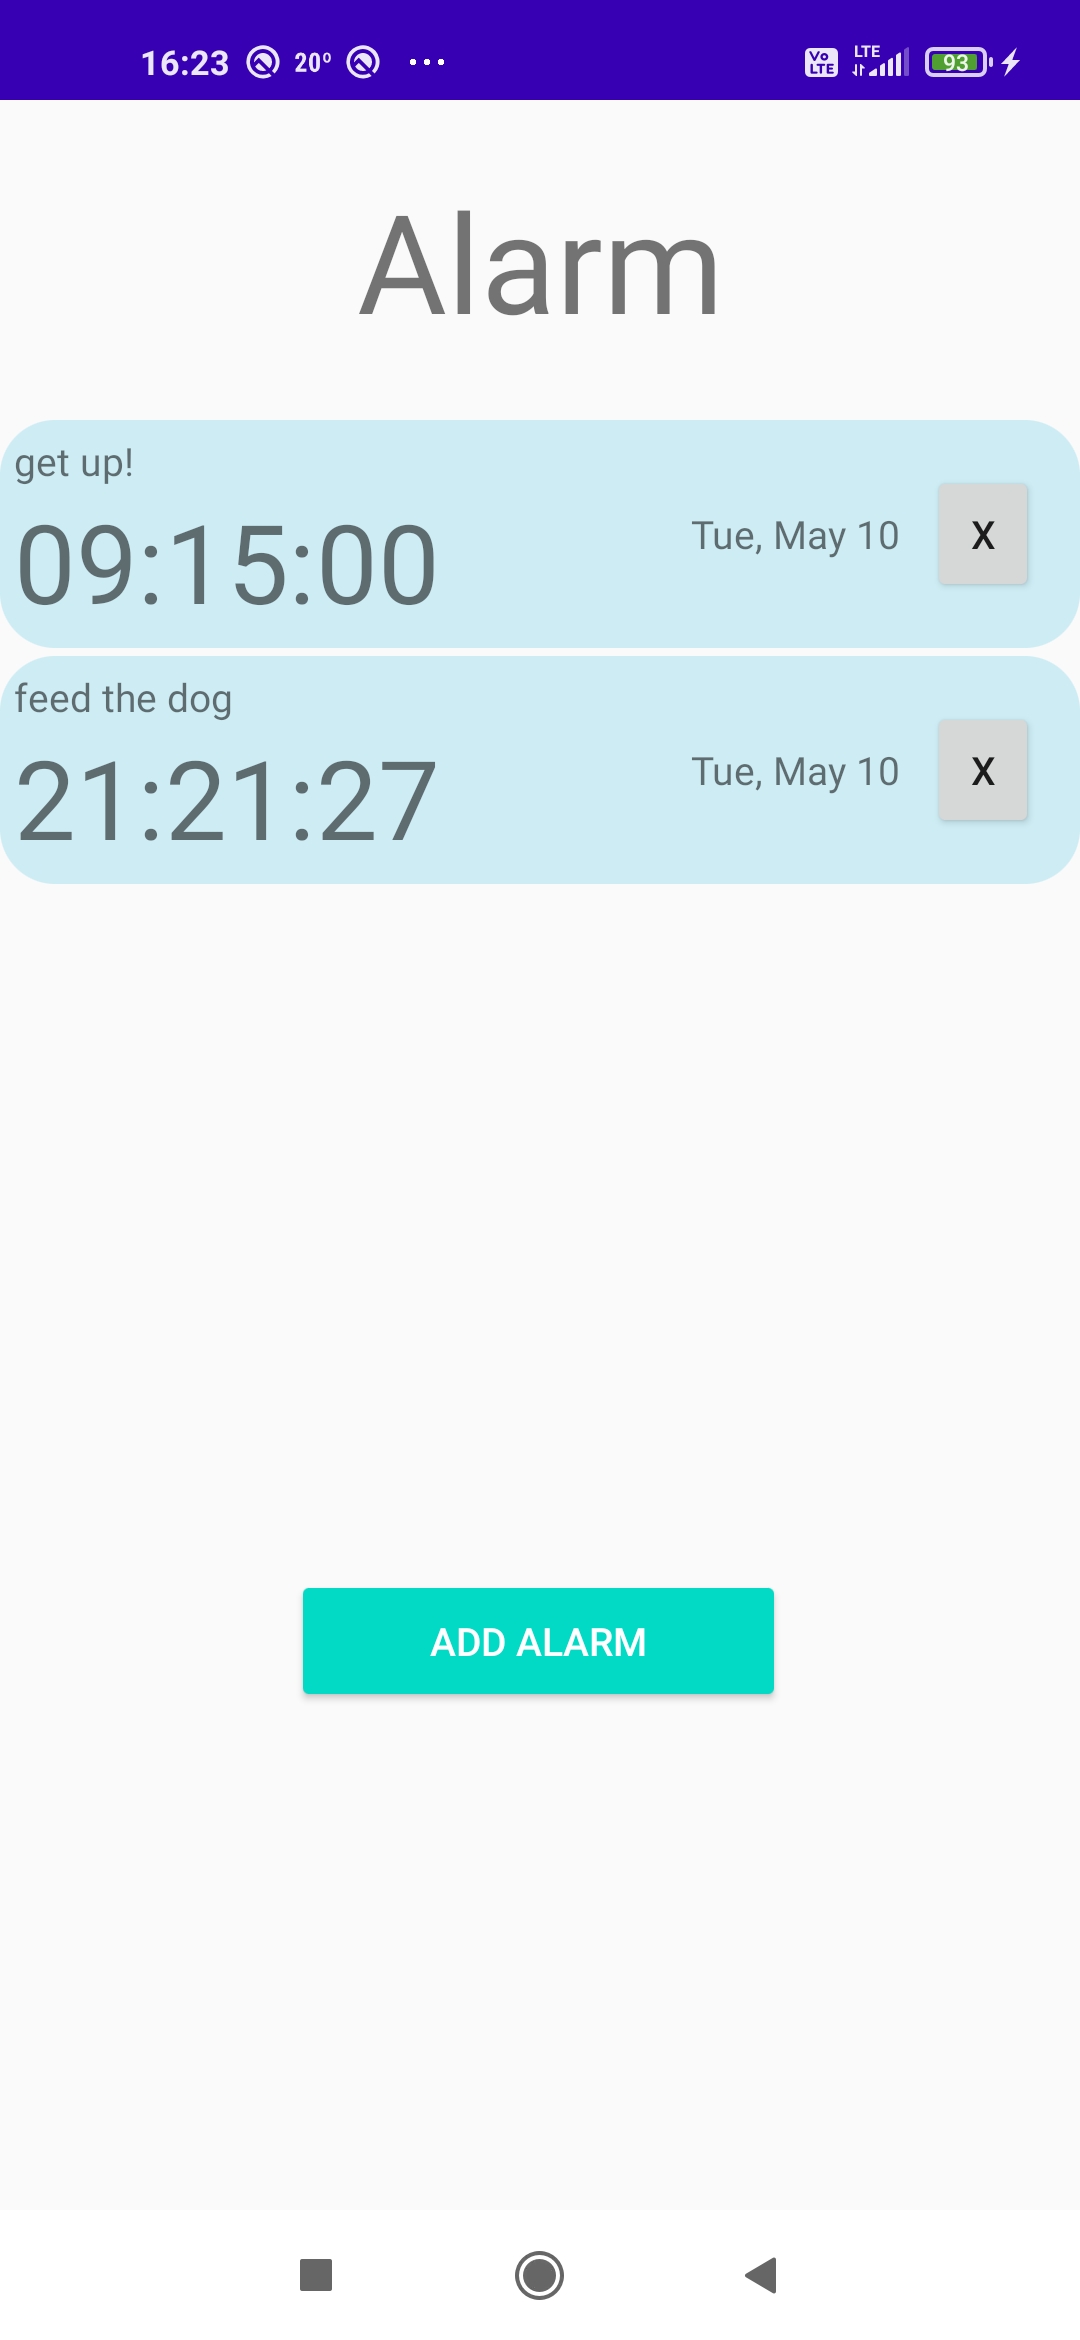 16:23 20° ... Vo LTE LTE 93
Alarm
get up!
09:15:00
Tue, May 10
X
feed the dog
21:21:27
Tue, May 10
X
ADD ALARM